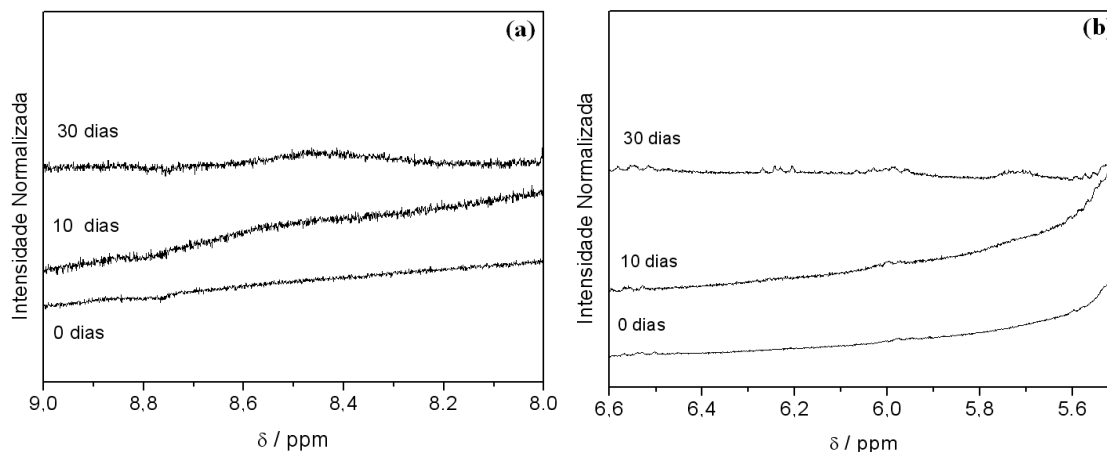 (a)
Intensidade Normalizada
30 dias
10 dias
0 dias
9,0 8,8 8,6 8,4 8.2 8.0
δ / ppm
(b)
Intensidade Normalizada
30 dias
10 dias
0 dias
6,6 6,4 6,2 6,0 5,8 5.6
δ / ppm